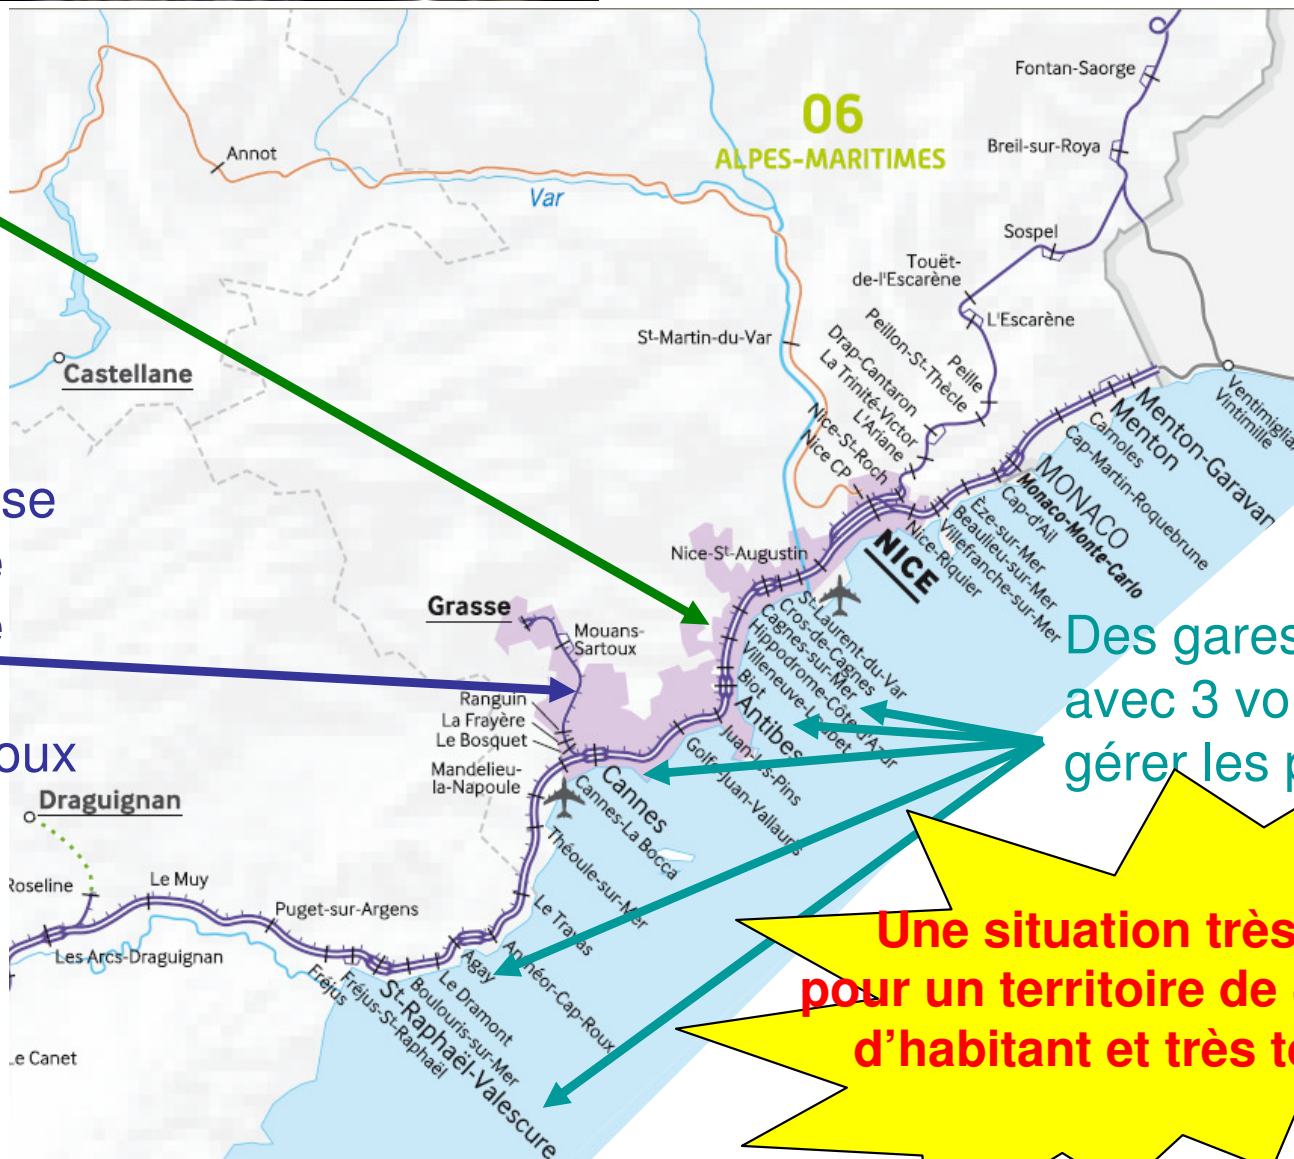 Fontan-Saorge
06
ALPES-MARITIMES
Breil-sur-Roya
Annot
Var
Sospel
Touët-
de-l'Escarène
L'Escarène
Peillon-St-Thècle
Peille
St-Martin-du-Var
Drap-Cantaron
La Trinité-Victor
L'Ariane
Nice-St-Roch
Nice CP
Castellane
Ventimiglia
Vintimille
Menton-Garavan
Menton
Carnoles
Cap-Martin-Roquebrune
MONACO
Monaco-Monte-Carlo
Cap-d'Ail
Èze-sur-Mer
Beaulieu-sur-Mer
Villefranche-sur-Mer
Nice-Riquier
NICE
Nice-St-Augustin
St-Laurent-du-Var
Cros-de-Cagnes
Cagnes-sur-Mer
Hippodrome-Côte d'Azur
Villeneuve-Loubet
Biot
Antibes
Juan-les-Pins
Golfe-Juan-Vallauris
Grasse
Mouans-
Sartoux
Ranguin
La Frayère
Le Bosquet
Mandelieu-
la-Napoule
Cannes
Cannes-La Bocca
Théoule-sur-Mer
Le Trayas
Anthéor-Cap-Roux
Agay
Le Dramont
Boulouris-sur-Mer
St-Raphaël-Valescure
Fréjus-St-Raphaël
Fréjus
Puget-sur-Argens
Le Muy
Les Arcs-Draguignan
Roseline
Draguignan
Le Canet
se
e
e
oux
Des gares
avec 3 vo
gérer les p
Une situation très
pour un territoire de
d'habitant et très to